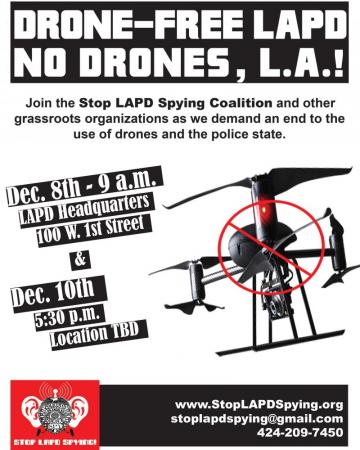 DRONE-FREE LAPD
NO DRONES, L.A.!
Join the Stop LAPD Spying Coalition and other
grassroots organizations as we demand an end to the
use of drones and the police state.
Dec. 8th - 9 a.m.
LAPD Headquarters
100 W. 1st Street
&
Dec. 10th
5:30 p.m.
Location TBD
STOP LAPD SPYING!
www.StopLAPDSpying.org
stoplapdspying@gmail.com
424-209-7450